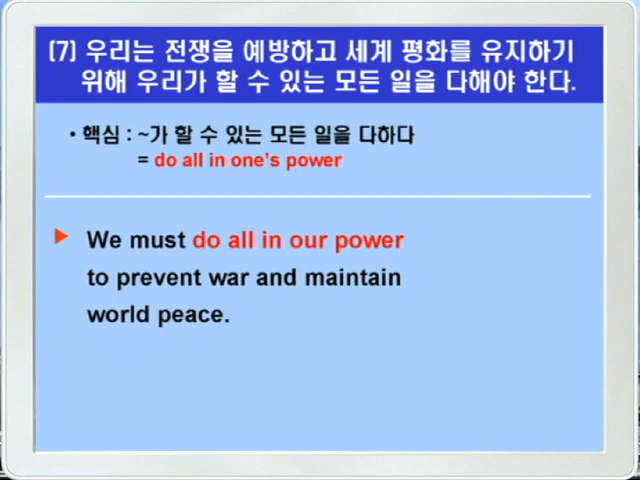 [7] 우리는 전쟁을 예방하고 세계 평화를 유지하기
위해 우리가 할 수 있는 모든 일을 다해야 한다.
• 핵심 : ~가 할 수 있는 모든 일을 다하다
= do all in one's power
We must do all in our power
to prevent war and maintain
world peace.